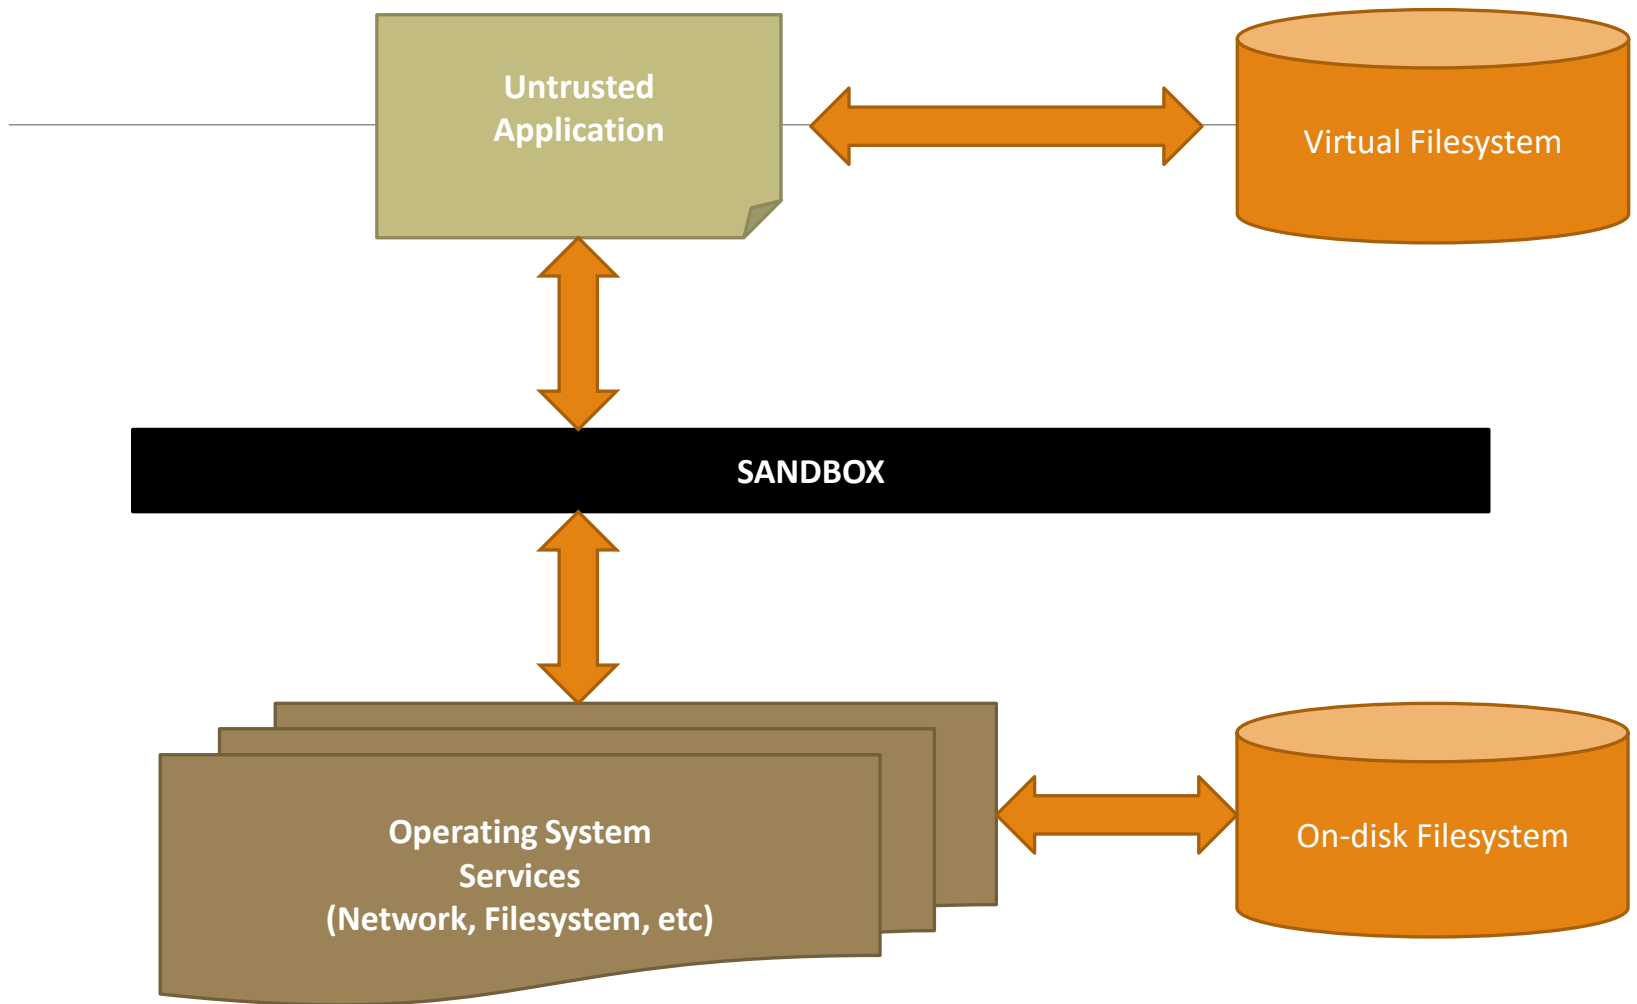 Untrusted
Application
Virtual Filesystem
SANDBOX
Operating System
Services
(Network, Filesystem, etc)
On-disk Filesystem